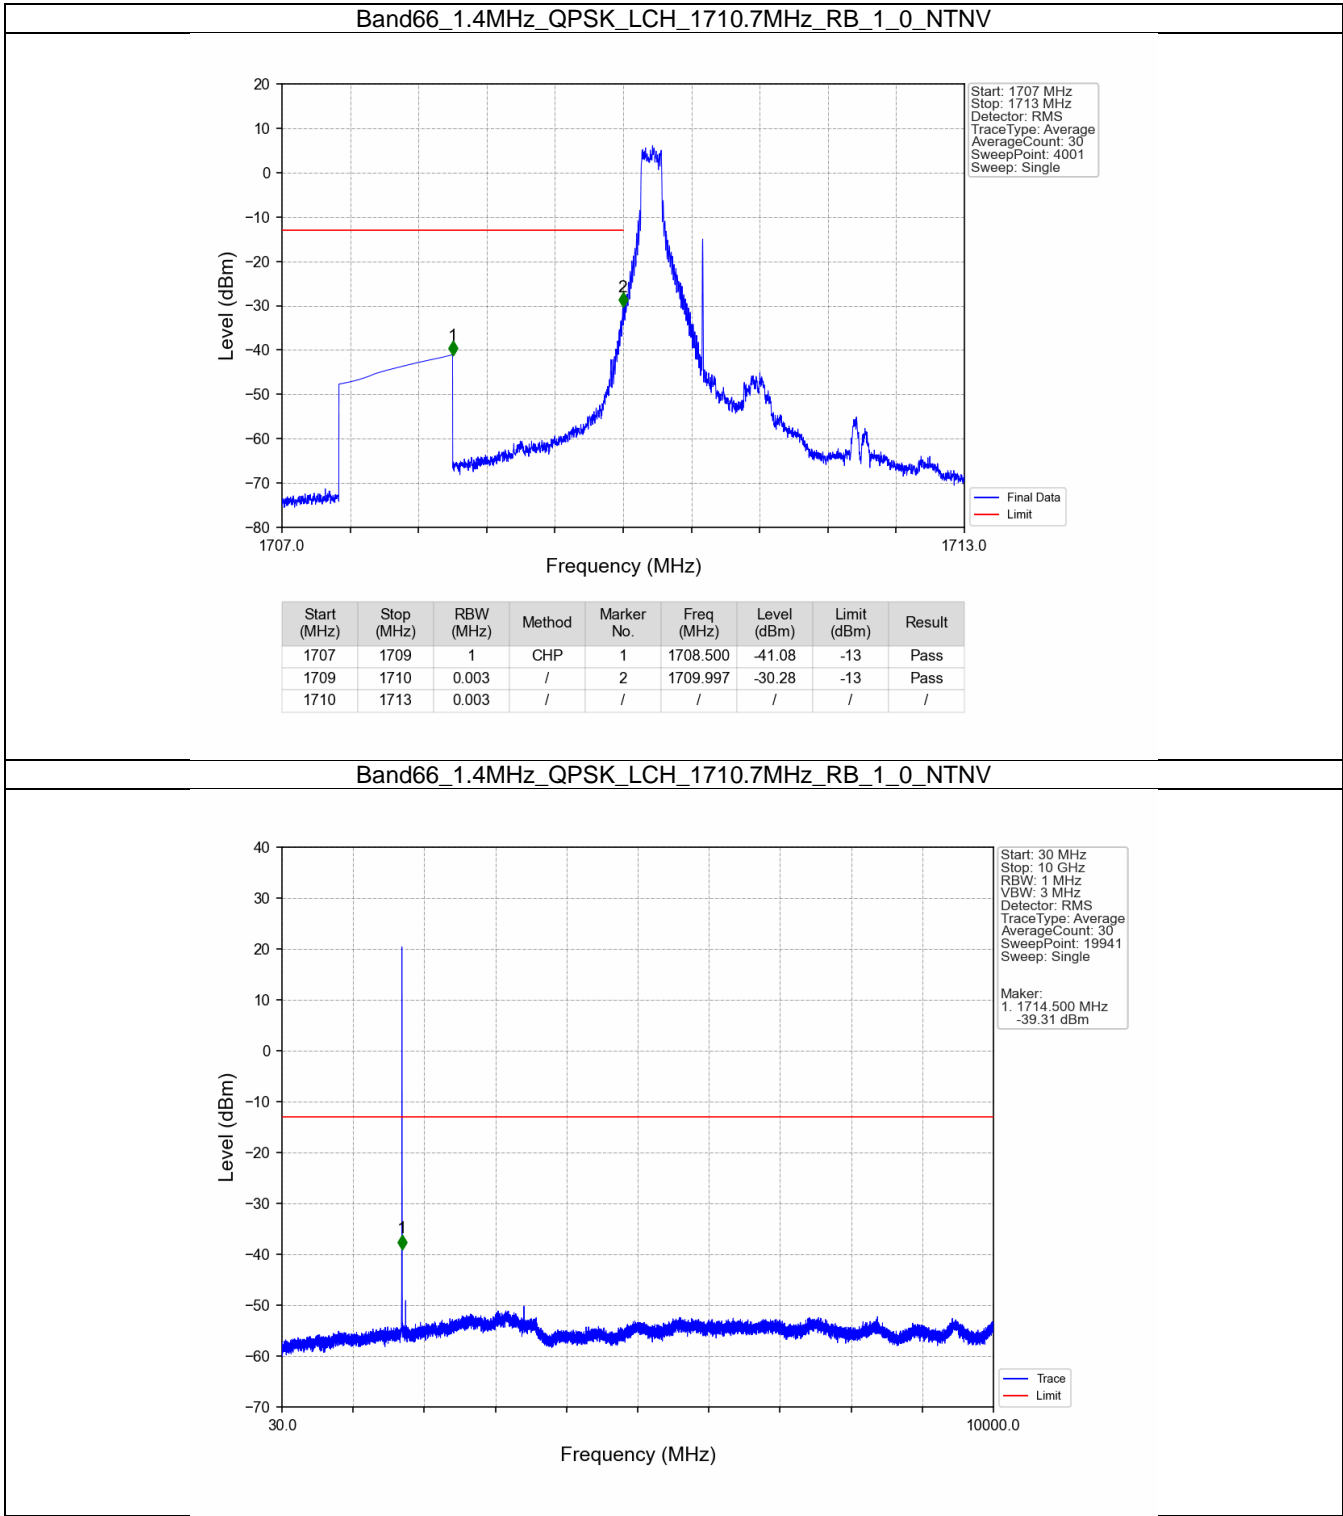 Band66_1.4MHz_QPSK_LCH_1710.7MHz_RB_1_0_NTNV
Start: 1707 MHz
Stop: 1713 MHz
Detector: RMS
TraceType: Average
AverageCount: 30
SweepPoint: 4001
Sweep: Single
20
10
0
−10
−20
−30
−40
−50
−60
−70
−80
Level (dBm)
1
2
1707.0
1713.0
Frequency (MHz)
Final Data
Limit
Start (MHz) Stop (MHz) RBW (MHz) Method Marker No. Freq (MHz) Level (dBm) Limit (dBm) Result
1707 1709 1 CHP 1 1708.500 -41.08 -13 Pass
1709 1710 0.003 / 2 1709.997 -30.28 -13 Pass
1710 1713 0.003 / / / / / /
Band66_1.4MHz_QPSK_LCH_1710.7MHz_RB_1_0_NTNV
Start: 30 MHz
Stop: 10 GHz
RBW: 1 MHz
VBW: 3 MHz
Detector: RMS
TraceType: Average
AverageCount: 30
SweepPoint: 19941
Sweep: Single
Maker:
1. 1714.500 MHz
-39.31 dBm
40
30
20
10
0
−10
−20
−30
−40
−50
−60
−70
Level (dBm)
1
30.0
10000.0
Frequency (MHz)
Trace
Limit